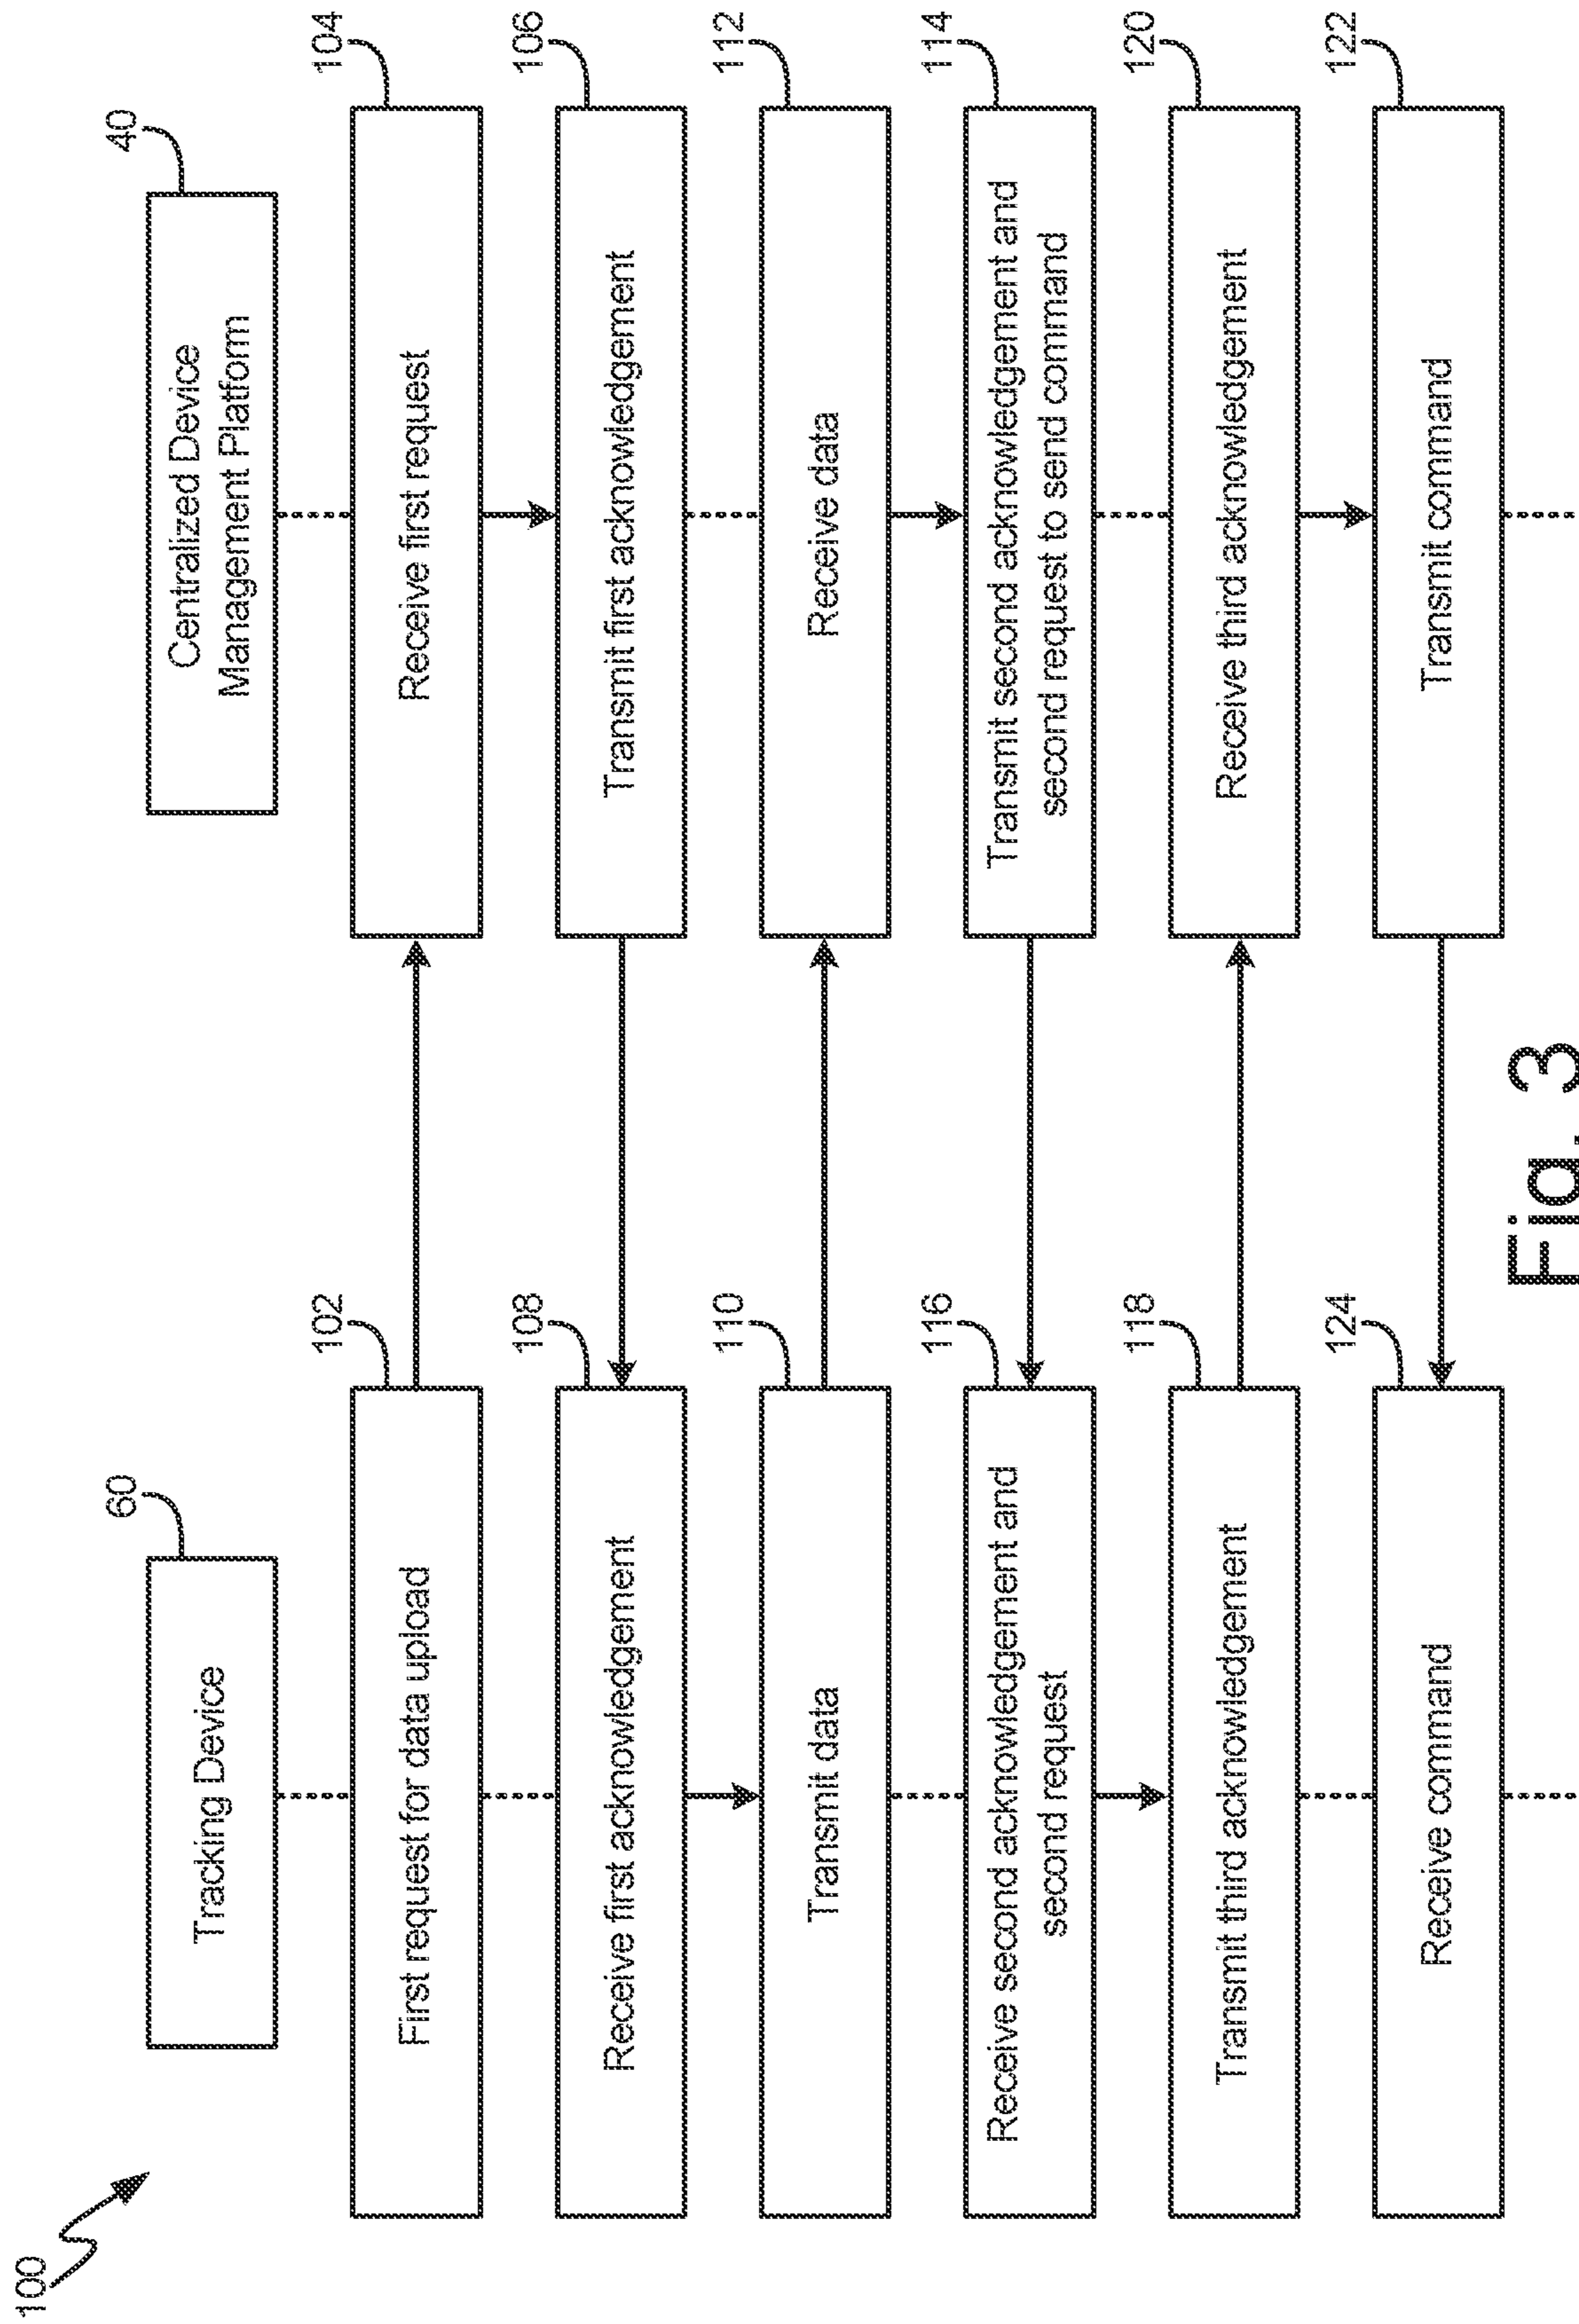 100
60
Tracking Device
40
Centralized Device
Management Platform
102
First request for data upload
104
Receive first request
108
Receive first acknowledgement
106
Transmit first acknowledgement
110
Transmit data
112
Receive data
116
Receive second acknowledgement and
second request
114
Transmit second acknowledgement and
second request to send command
118
Transmit third acknowledgement
120
Receive third acknowledgement
124
Receive command
122
Transmit command
Fig. 3